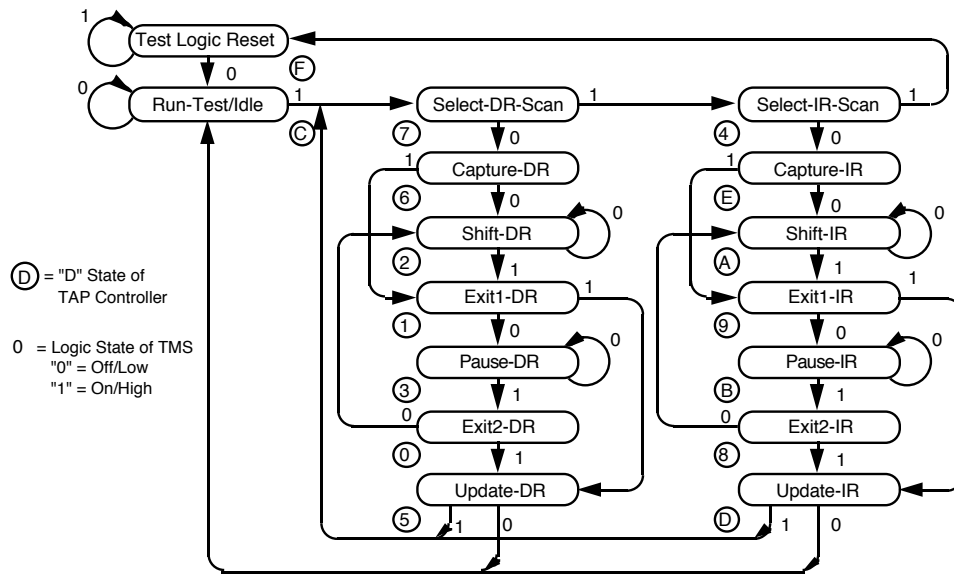 1
Test Logic Reset
0
F
0
Run-Test/Idle
1
C
Select-DR-Scan
1
7
0
Select-IR-Scan
1
4
0
1
Capture-DR
6
0
1
Capture-IR
E
0
Shift-DR
0
2
1
Shift-IR
0
A
1
Exit1-DR
1
1
0
Exit1-IR
1
9
0
Pause-DR
0
3
1
Pause-IR
0
B
1
0
Exit2-DR
0
1
0
Exit2-IR
8
1
Update-DR
5
1
0
Update-IR
D
1
0
D = "D" State of
TAP Controller
0 = Logic State of TMS
"0" = Off/Low
"1" = On/High